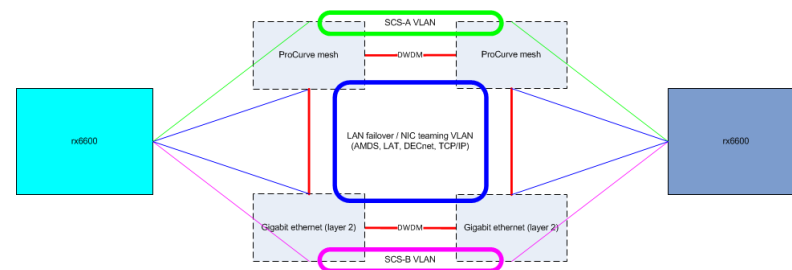 SCS-A VLAN
ProCurve mesh
DWDM
ProCurve mesh
rx6600
LAN failover / NIC teaming VLAN
(AMDS, LAT, DECnet, TCP/IP)
rx6600
Gigabit ethernet (layer 2)
DWDM
Gigabit ethernet (layer 2)
SCS-B VLAN